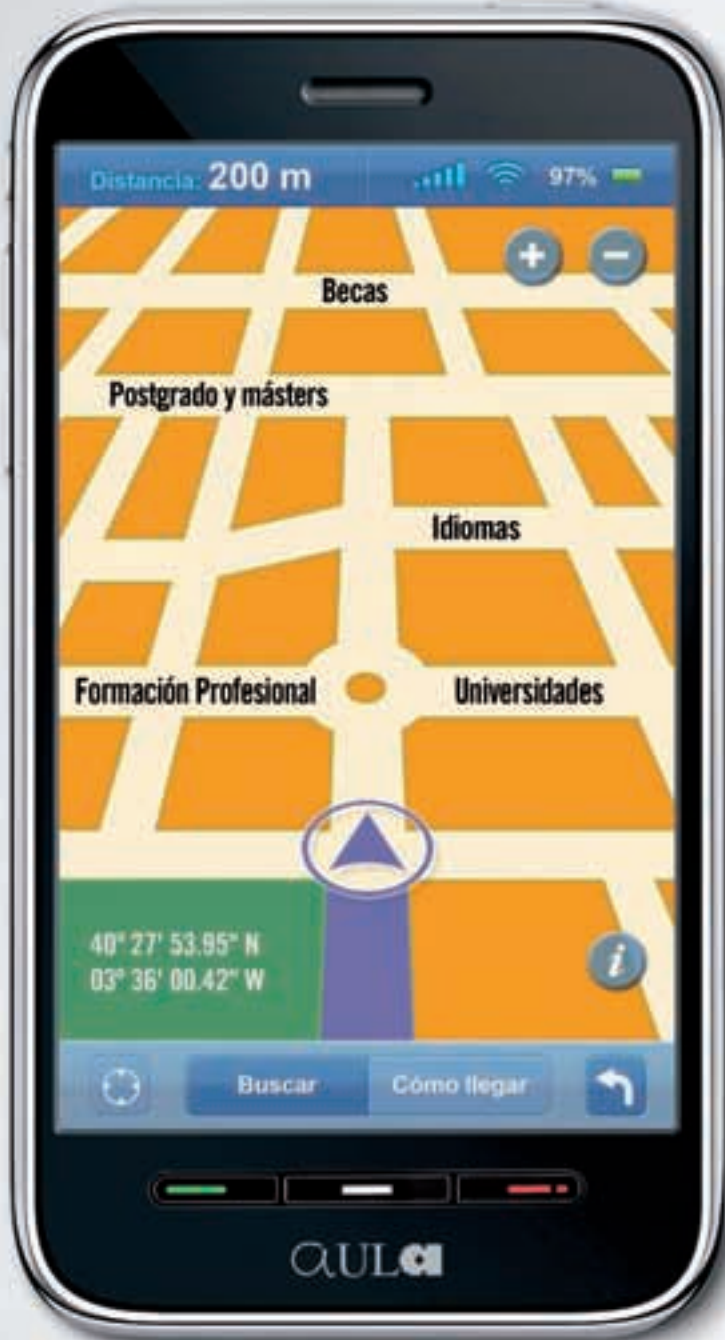 Distancia: 200 m 97%
+ −
Becas
Postgrado y másters
Idiomas
Formación Profesional Universidades
40° 27' 53.95" N
03° 36' 00.42" W
i
Buscar Cómo llegar
aULa